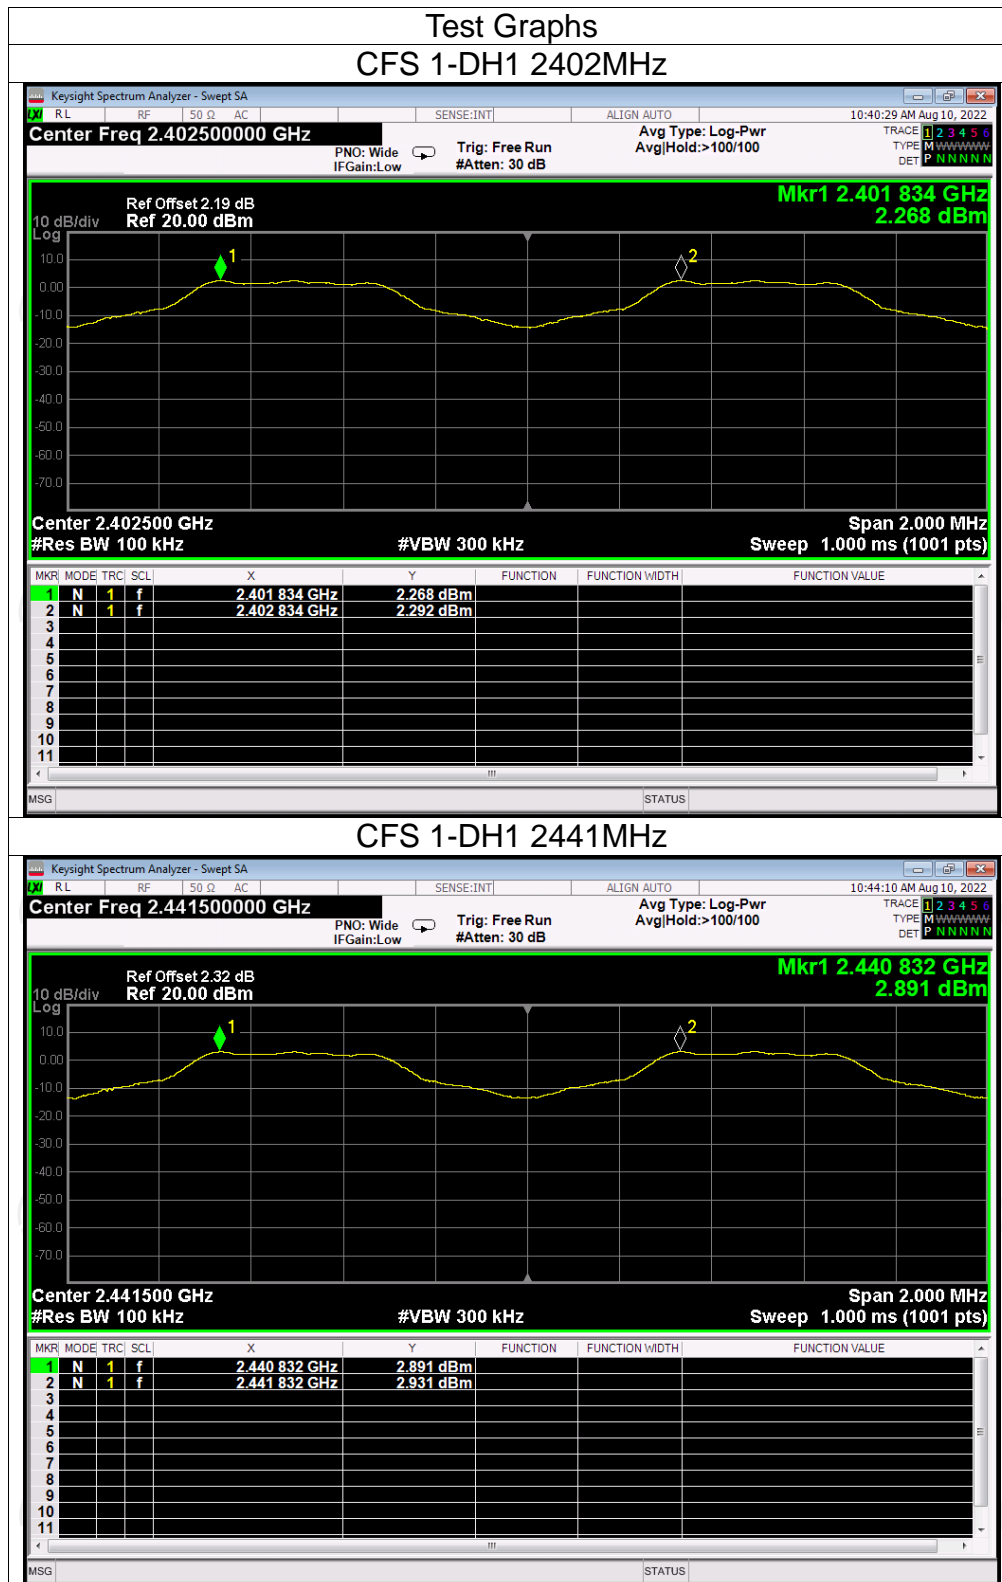 Test Graphs
CFS 1-DH1 2402MHz
Keysight Spectrum Analyzer - Swept SA
LXI RL RF 50 Ω AC SENSE:INT ALIGN AUTO 10:40:29 AM Aug 10, 2022
Center Freq 2.402500000 GHz Avg Type: Log-Pwr TRACE 1 2 3 4 5 6
PNO: Wide Trig: Free Run Avg|Hold:>100/100 TYPE M WWWWW
IFGain:Low #Atten: 30 dB DET P N N N N N
Mkr1 2.401 834 GHz
Ref Offset 2.19 dB 2.268 dBm
10 dB/div Ref 20.00 dBm
Log
10.0
0.00
-10.0
-20.0
-30.0
-40.0
-50.0
-60.0
-70.0
1
2
Center 2.402500 GHz Span 2.000 MHz
#Res BW 100 kHz #VBW 300 kHz Sweep 1.000 ms (1001 pts)
MKR MODE TRC SCL X Y FUNCTION FUNCTION WIDTH FUNCTION VALUE
1 N 1 f 2.401 834 GHz 2.268 dBm
2 N 1 f 2.402 834 GHz 2.292 dBm
3
4
5
6
7
8
9
10
11
MSG STATUS
CFS 1-DH1 2441MHz
Keysight Spectrum Analyzer - Swept SA
LXI RL RF 50 Ω AC SENSE:INT ALIGN AUTO 10:44:10 AM Aug 10, 2022
Center Freq 2.441500000 GHz Avg Type: Log-Pwr TRACE 1 2 3 4 5 6
PNO: Wide Trig: Free Run Avg|Hold:>100/100 TYPE M WWWWW
IFGain:Low #Atten: 30 dB DET P N N N N N
Mkr1 2.440 832 GHz
Ref Offset 2.32 dB 2.891 dBm
10 dB/div Ref 20.00 dBm
Log
10.0
0.00
-10.0
-20.0
-30.0
-40.0
-50.0
-60.0
-70.0
1
2
Center 2.441500 GHz Span 2.000 MHz
#Res BW 100 kHz #VBW 300 kHz Sweep 1.000 ms (1001 pts)
MKR MODE TRC SCL X Y FUNCTION FUNCTION WIDTH FUNCTION VALUE
1 N 1 f 2.440 832 GHz 2.891 dBm
2 N 1 f 2.441 832 GHz 2.931 dBm
3
4
5
6
7
8
9
10
11
MSG STATUS